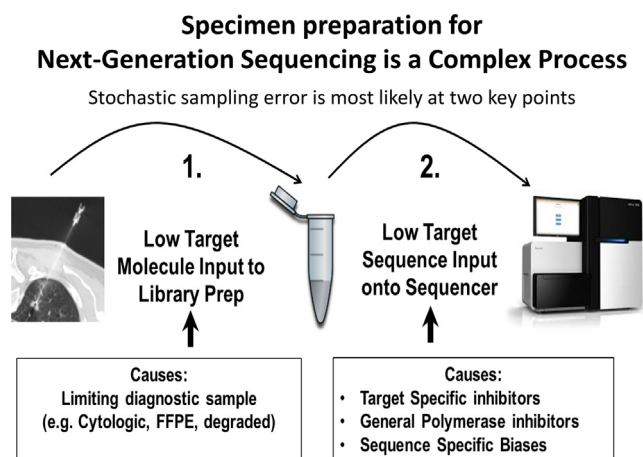 Specimen preparation for
Next-Generation Sequencing is a Complex Process
Stochastic sampling error is most likely at two key points
1.
2.
Low Target
Molecule Input to
Library Prep
Low Target
Sequence Input
onto Sequencer
Causes:
Limiting diagnostic sample
(e.g. Cytologic, FFPE, degraded)
Causes:
• Target Specific inhibitors
• General Polymerase inhibitors
• Sequence Specific Biases